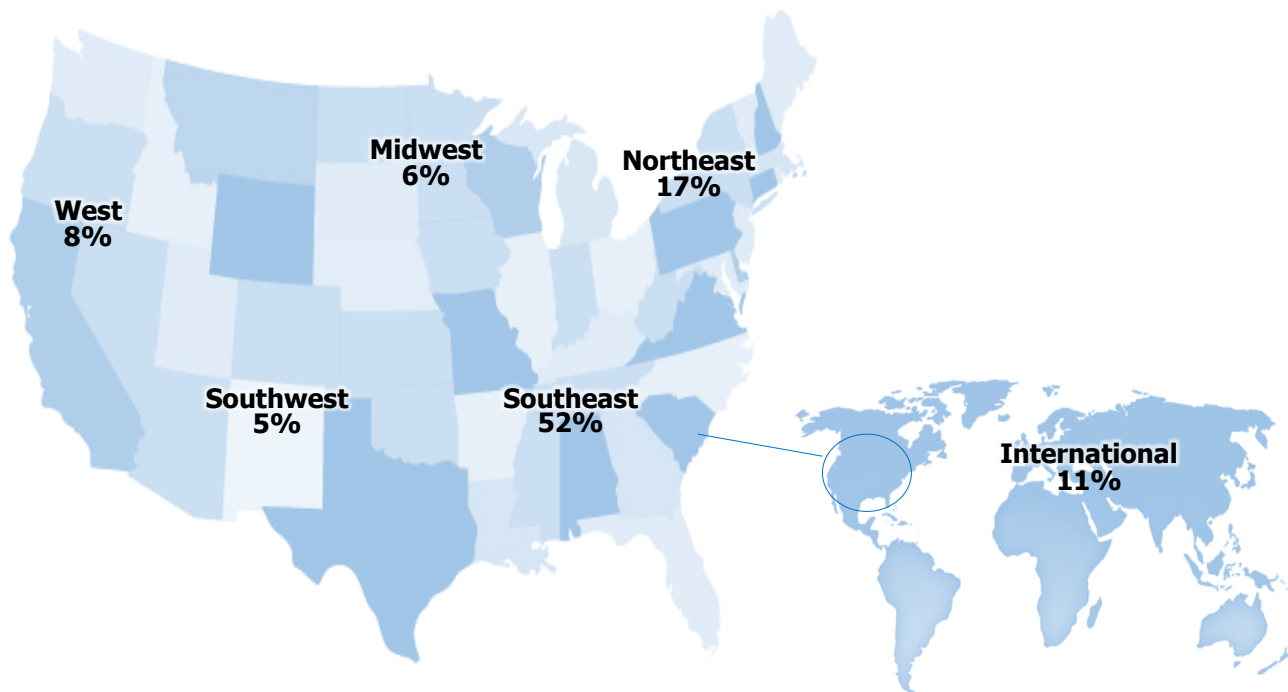 Midwest
6%
Northeast
17%
West
8%
Southwest
5%
Southeast
52%
International
11%